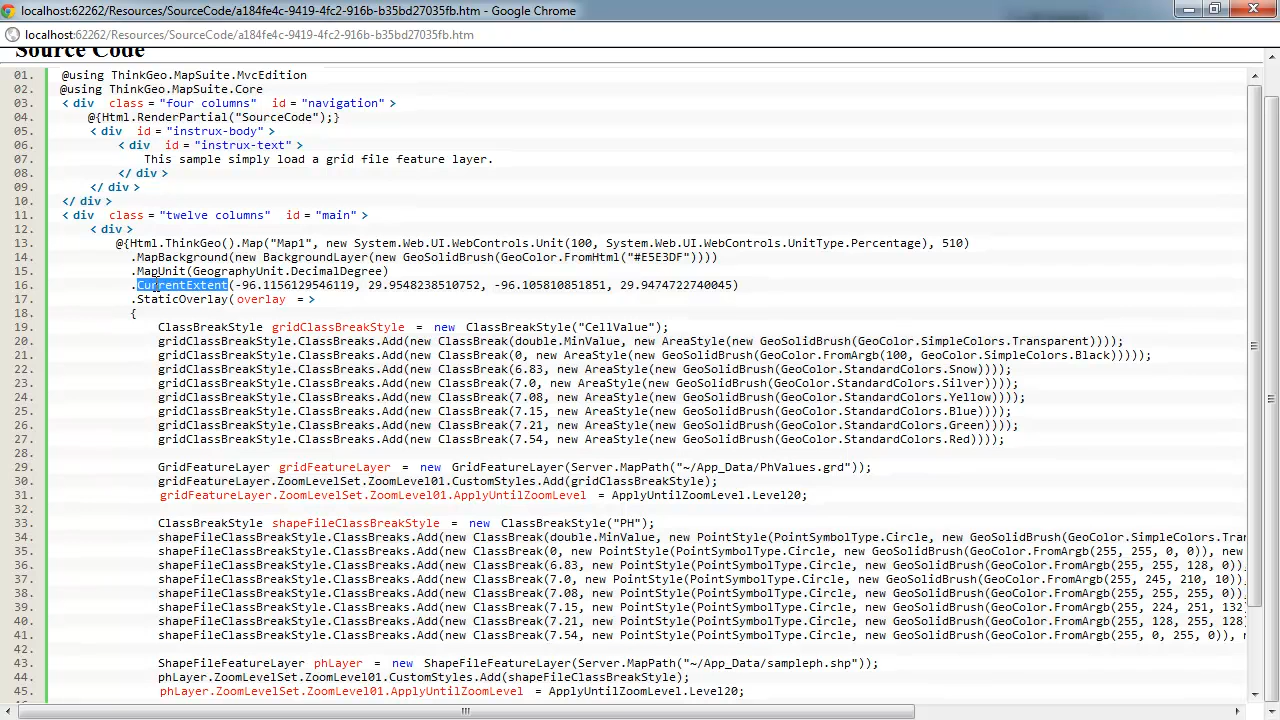 localhost:62262/Resources/SourceCode/a184fe4c-9419-4fc2-916b-b35bd27035fb.htm - Google Chrome
localhost:62262/Resources/SourceCode/a184fe4c-9419-4fc2-916b-b35bd27035fb.htm
Source Code
01. @using ThinkGeo.MapSuite.MvcEdition
02. @using ThinkGeo.MapSuite.Core
03. <div class="four columns" id="navigation">
04. @{Html.RenderPartial("SourceCode");}
05. <div id="instrux-body">
06. <div id="instrux-text">
07. This sample simply load a grid file feature layer.
08. </div>
09. </div>
10. </div>
11. <div class="twelve columns" id="main">
12. <div>
13. @{Html.ThinkGeo().Map("Map1", new System.Web.UI.WebControls.Unit(100, System.Web.UI.WebControls.UnitType.Percentage), 510)
14. .MapBackground(new BackgroundLayer(new GeoSolidBrush(GeoColor.FromHtml("#E5E3DF"))))
15. .MapUnit(GeographyUnit.DecimalDegree)
16. .CurrentExtent(-96.1156129546119, 29.9542238510752, -96.105810851851, 29.9474722740045)
17. .StaticOverlay(overlay =>
18. {
19. ClassBreakStyle gridClassBreakStyle = new ClassBreakStyle("CellValue");
20. gridClassBreakStyle.ClassBreaks.Add(new ClassBreak(double.MinValue, new AreaStyle(new GeoSolidBrush(GeoColor.SimpleColors.Transparent))));
21. gridClassBreakStyle.ClassBreaks.Add(new ClassBreak(0, new AreaStyle(new GeoSolidBrush(GeoColor.FromArgb(100, GeoColor.SimpleColors.Black)))));
22. gridClassBreakStyle.ClassBreaks.Add(new ClassBreak(6.83, new AreaStyle(new GeoSolidBrush(GeoColor.StandardColors.Snow))));
23. gridClassBreakStyle.ClassBreaks.Add(new ClassBreak(7.0, new AreaStyle(new GeoSolidBrush(GeoColor.StandardColors.Silver))));
24. gridClassBreakStyle.ClassBreaks.Add(new ClassBreak(7.08, new AreaStyle(new GeoSolidBrush(GeoColor.StandardColors.Yellow))));
25. gridClassBreakStyle.ClassBreaks.Add(new ClassBreak(7.15, new AreaStyle(new GeoSolidBrush(GeoColor.StandardColors.Blue))));
26. gridClassBreakStyle.ClassBreaks.Add(new ClassBreak(7.21, new AreaStyle(new GeoSolidBrush(GeoColor.StandardColors.Green))));
27. gridClassBreakStyle.ClassBreaks.Add(new ClassBreak(7.54, new AreaStyle(new GeoSolidBrush(GeoColor.StandardColors.Red))));
28.
29. GridFeatureLayer gridFeatureLayer = new GridFeatureLayer(Server.MapPath("~/App_Data/PhValues.grd"));
30. gridFeatureLayer.ZoomLevelSet.ZoomLevel01.CustomStyles.Add(gridClassBreakStyle);
31. gridFeatureLayer.ZoomLevelSet.ZoomLevel01.ApplyUntilZoomLevel = ApplyUntilZoomLevel.Level20;
32.
33. ClassBreakStyle shapeFileClassBreakStyle = new ClassBreakStyle("PH");
34. shapeFileClassBreakStyle.ClassBreaks.Add(new ClassBreak(double.MinValue, new PointStyle(PointSymbolType.Circle, new GeoSolidBrush(GeoColor.SimpleColors.Tran
35. shapeFileClassBreakStyle.ClassBreaks.Add(new ClassBreak(0, new PointStyle(PointSymbolType.Circle, new GeoSolidBrush(GeoColor.FromArgb(255, 255, 0, 0)), new
36. shapeFileClassBreakStyle.ClassBreaks.Add(new ClassBreak(6.83, new PointStyle(PointSymbolType.Circle, new GeoSolidBrush(GeoColor.FromArgb(255, 255, 128, 0)),
37. shapeFileClassBreakStyle.ClassBreaks.Add(new ClassBreak(7.0, new PointStyle(PointSymbolType.Circle, new GeoSolidBrush(GeoColor.FromArgb(255, 245, 210, 10)),
38. shapeFileClassBreakStyle.ClassBreaks.Add(new ClassBreak(7.08, new PointStyle(PointSymbolType.Circle, new GeoSolidBrush(GeoColor.FromArgb(255, 255, 255, 0)),
39. shapeFileClassBreakStyle.ClassBreaks.Add(new ClassBreak(7.15, new PointStyle(PointSymbolType.Circle, new GeoSolidBrush(GeoColor.FromArgb(255, 224, 251, 132)
40. shapeFileClassBreakStyle.ClassBreaks.Add(new ClassBreak(7.21, new PointStyle(PointSymbolType.Circle, new GeoSolidBrush(GeoColor.FromArgb(255, 128, 255, 128)
41. shapeFileClassBreakStyle.ClassBreaks.Add(new ClassBreak(7.54, new PointStyle(PointSymbolType.Circle, new GeoSolidBrush(GeoColor.FromArgb(255, 0, 255, 0)), n
42.
43. ShapeFileFeatureLayer phLayer = new ShapeFileFeatureLayer(Server.MapPath("~/App_Data/sampleph.shp"));
44. phLayer.ZoomLevelSet.ZoomLevel01.CustomStyles.Add(shapeFileClassBreakStyle);
45. phLayer.ZoomLevelSet.ZoomLevel01.ApplyUntilZoomLevel = ApplyUntilZoomLevel.Level20;